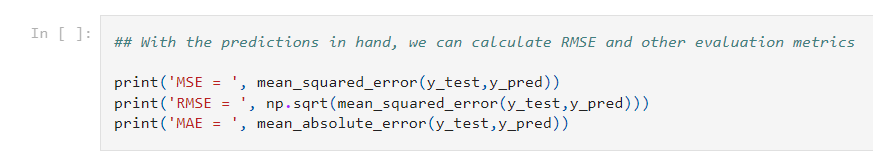 In [ ]:
## With the predictions in hand, we can calculate RMSE and other evaluation metrics
print('MSE = ', mean_squared_error(y_test,y_pred))
print('RMSE = ', np.sqrt(mean_squared_error(y_test,y_pred)))
print('MAE = ', mean_absolute_error(y_test,y_pred))